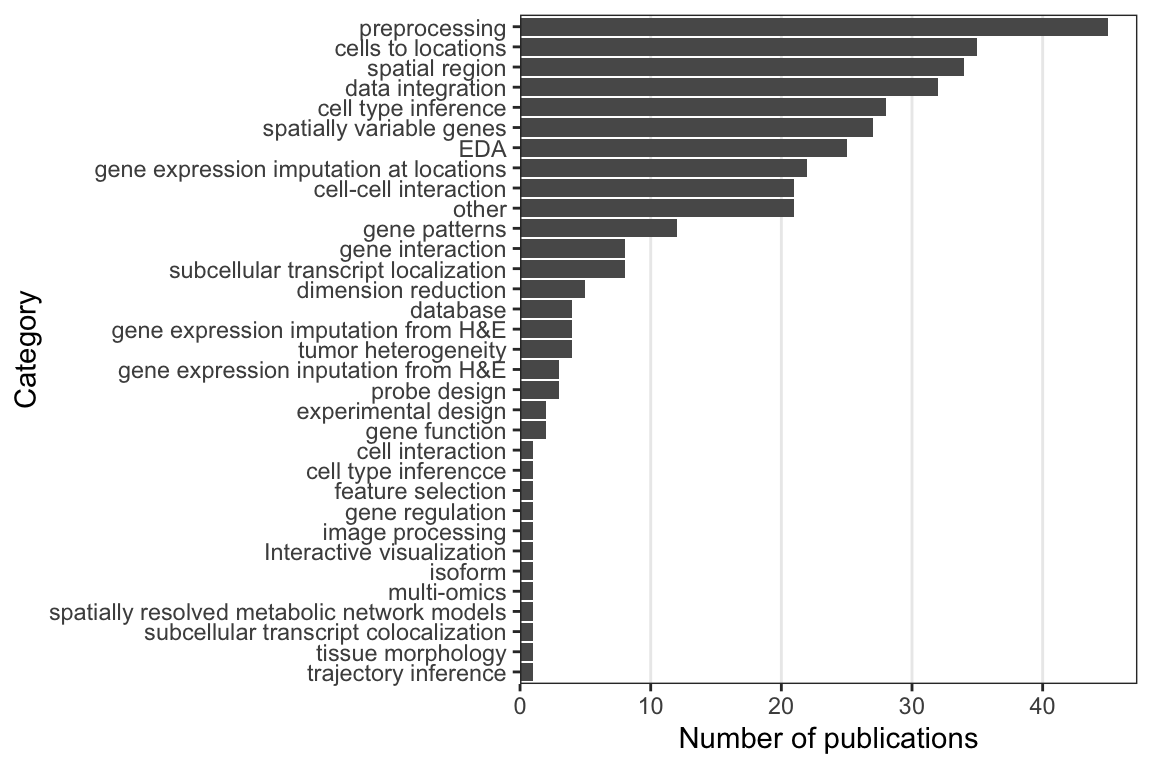 preprocessing
cells to locations
spatial region
data integration
cell type inference
spatially variable genes
EDA
gene expression imputation at locations
cell-cell interaction
other
gene patterns
gene interaction
subcellular transcript localization
dimension reduction
database
gene expression imputation from H&E
tumor heterogeneity
gene expression inputation from H&E
probe design
experimental design
gene function
cell interaction
cell type inferencce
feature selection
gene regulation
image processing
Interactive visualization
isoform
multi-omics
spatially resolved metabolic network models
subcellular transcript colocalization
tissue morphology
trajectory inference
Category
0 10 20 30 40
Number of publications